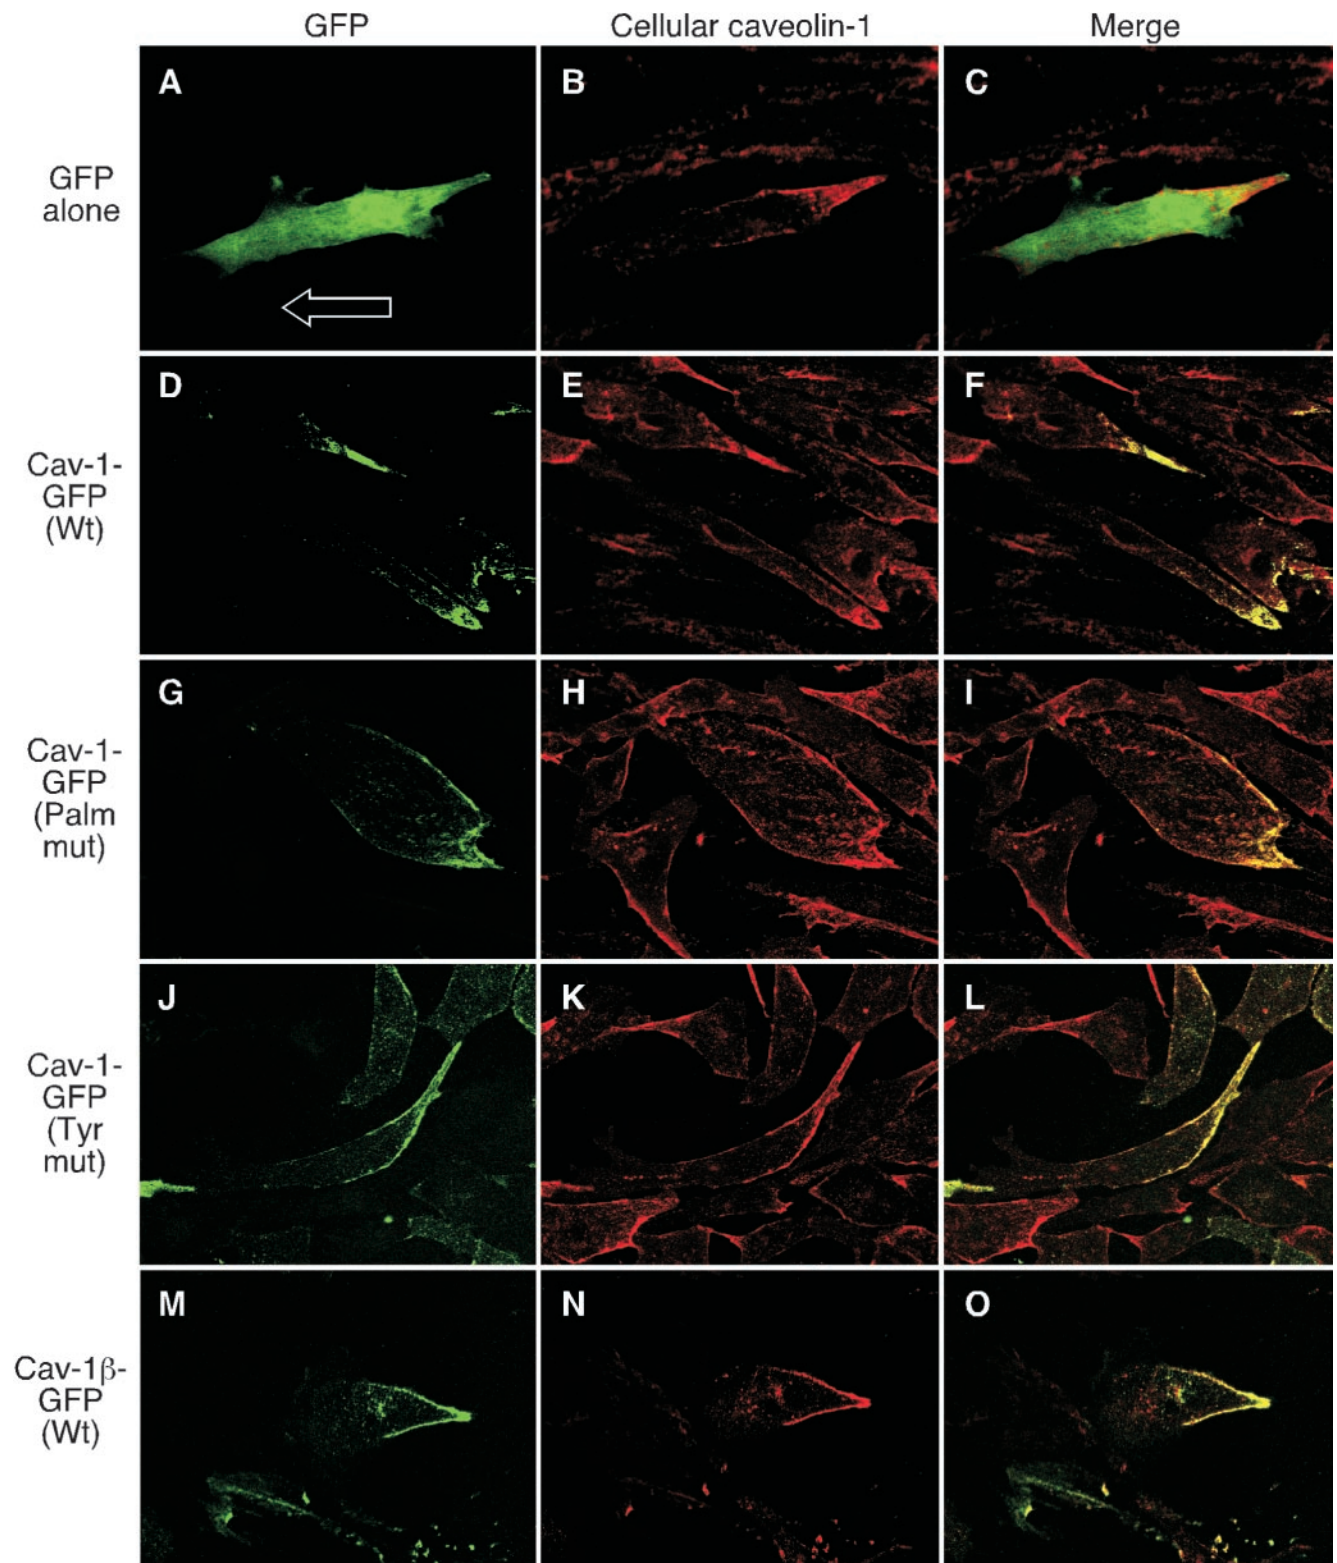 GFP
Cellular caveolin-1
Merge
GFP
alone
A
B
C
Cav-1-
GFP
(Wt)
D
E
F
Cav-1-
GFP
(Palm
mut)
G
H
I
Cav-1-
GFP
(Tyr
mut)
J
K
L
Cav-1β-
GFP
(Wt)
M
N
O